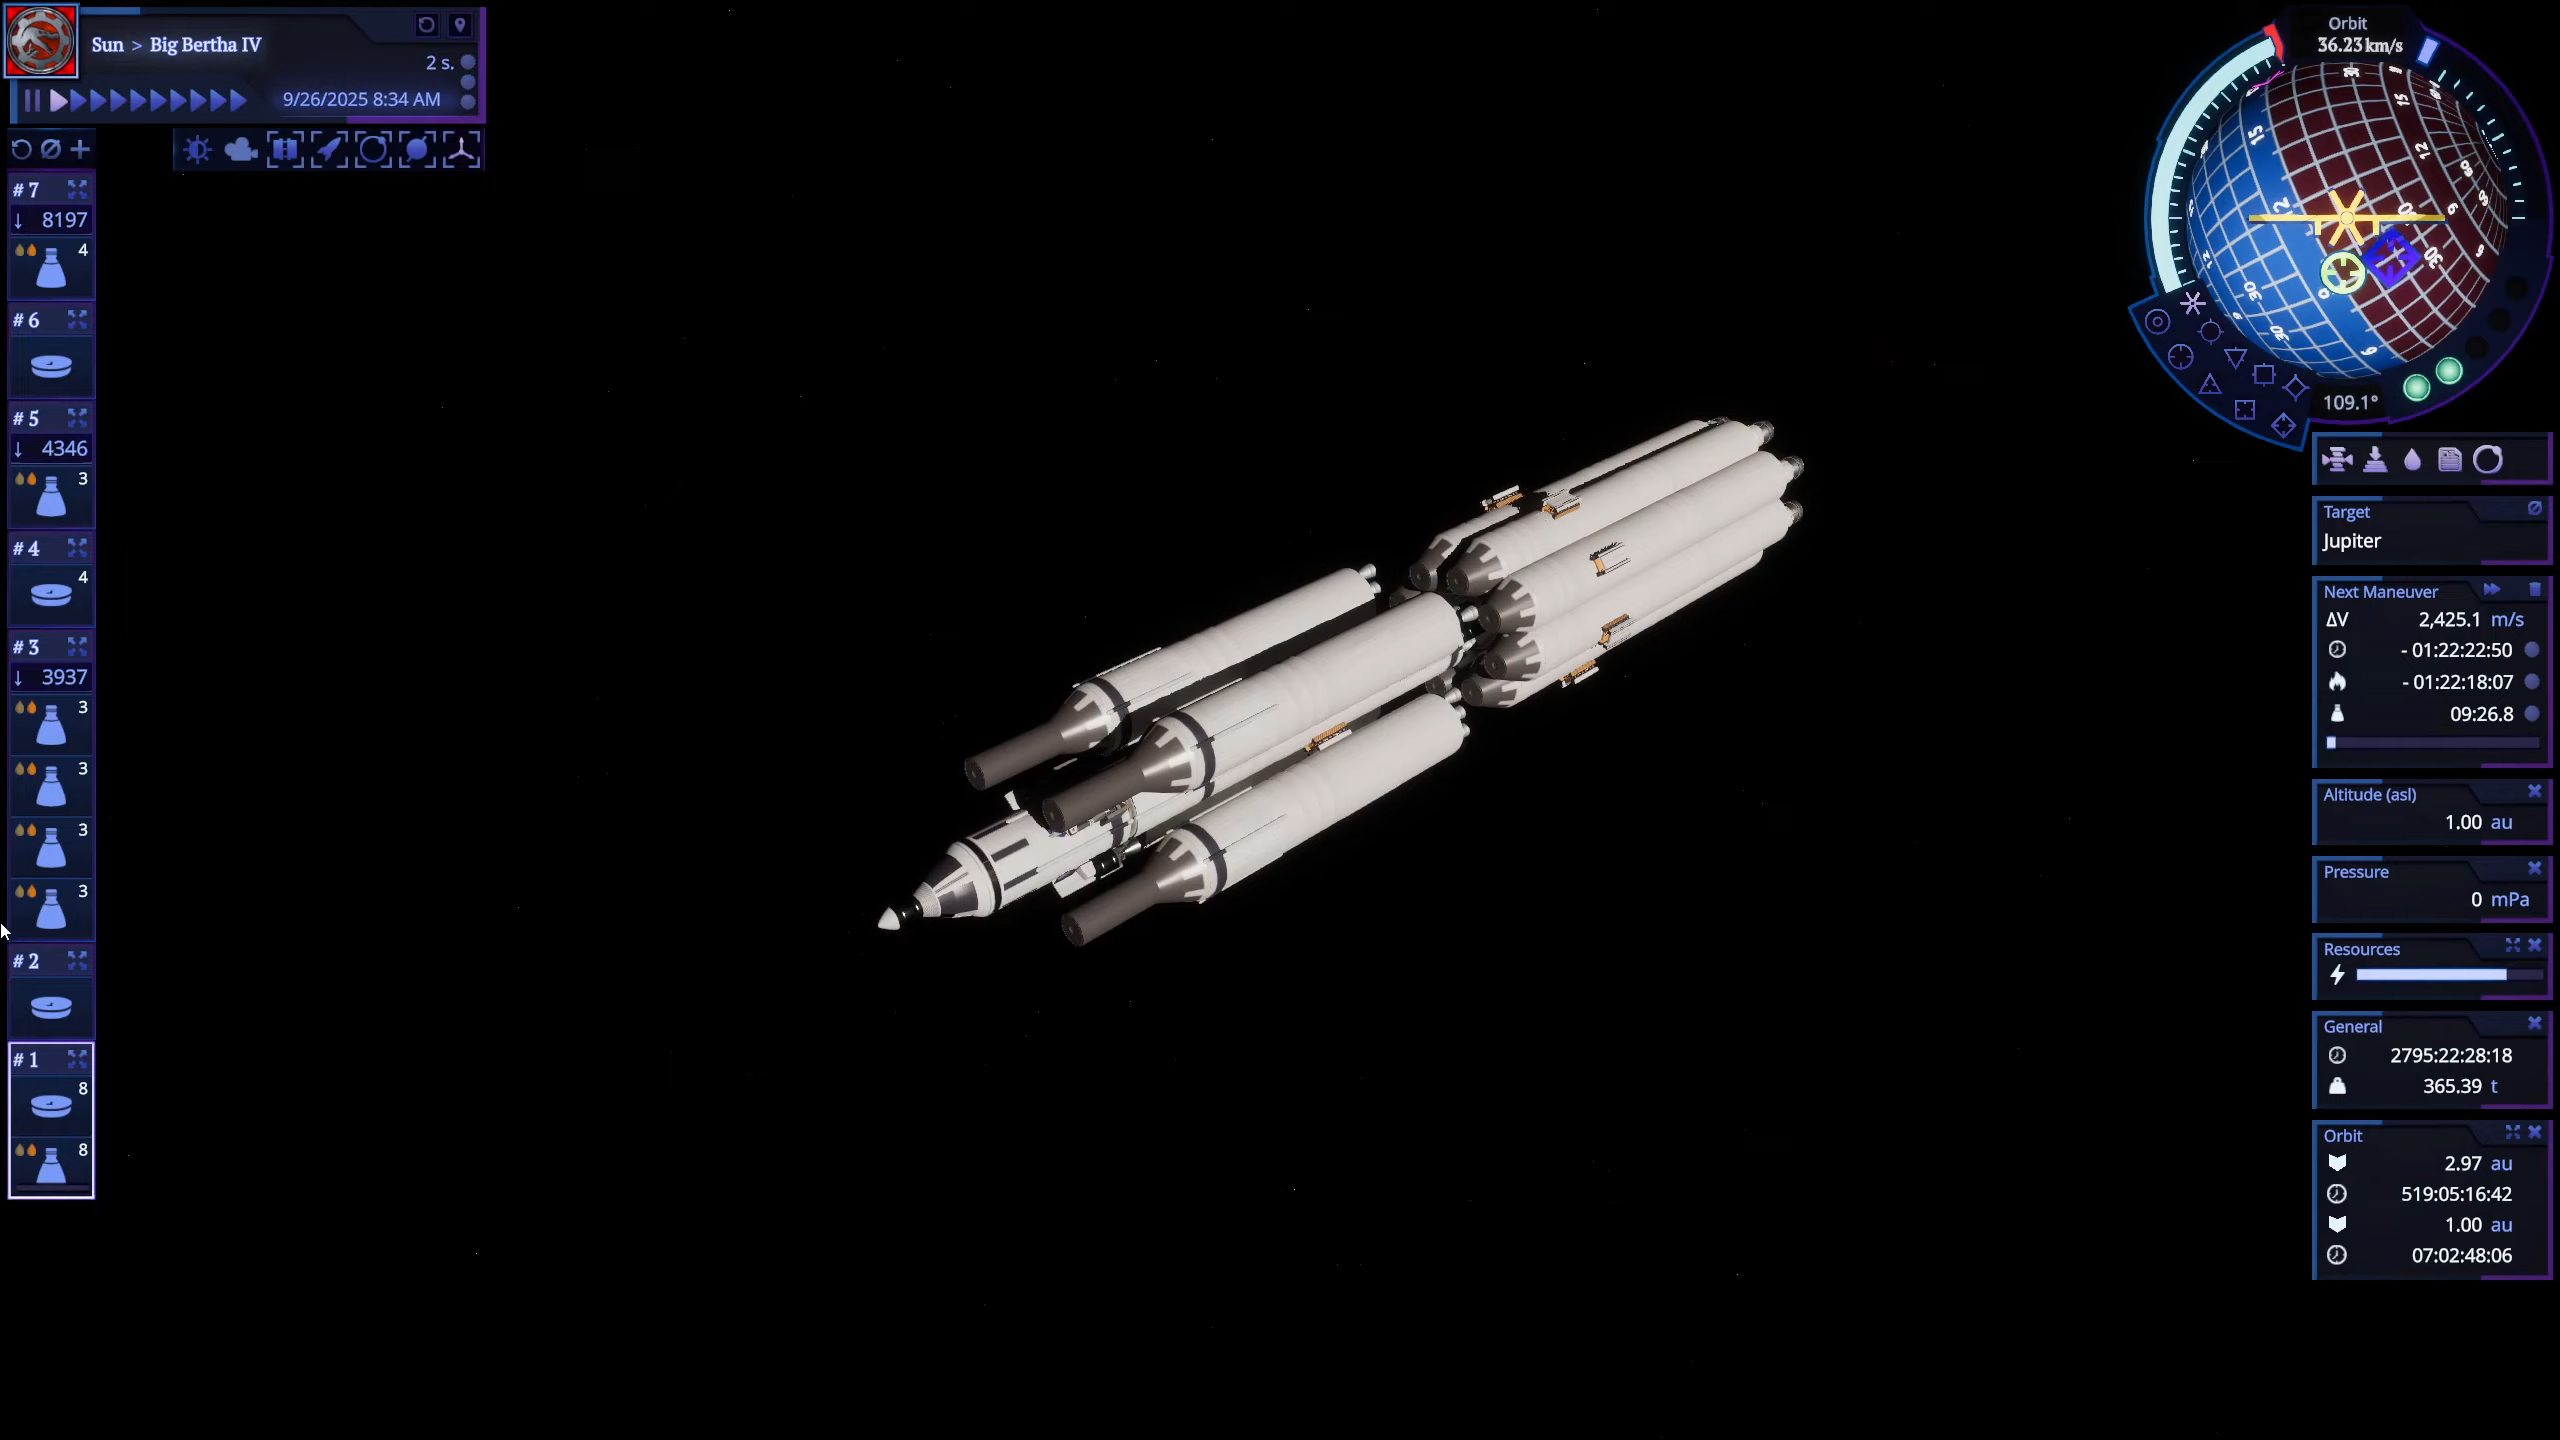 Sun > Big Bertha IV
2 s.
9/26/2025 8:34 AM
# 7
8197
4
# 6
# 5
4346
3
# 4
4
# 3
3937
3
3
3
3
# 2
# 1
8
8
Orbit
36.23 km/s
109.1°
Target
Jupiter
Next Maneuver
ΔV 2,425.1 m/s
- 01:22:22:50
- 01:22:18:07
09:26.8
Altitude (asl)
1.00 au
Pressure
0 mPa
Resources
General
2795:22:28:18
365.39 t
Orbit
2.97 au
519:05:16:42
1.00 au
07:02:48:06